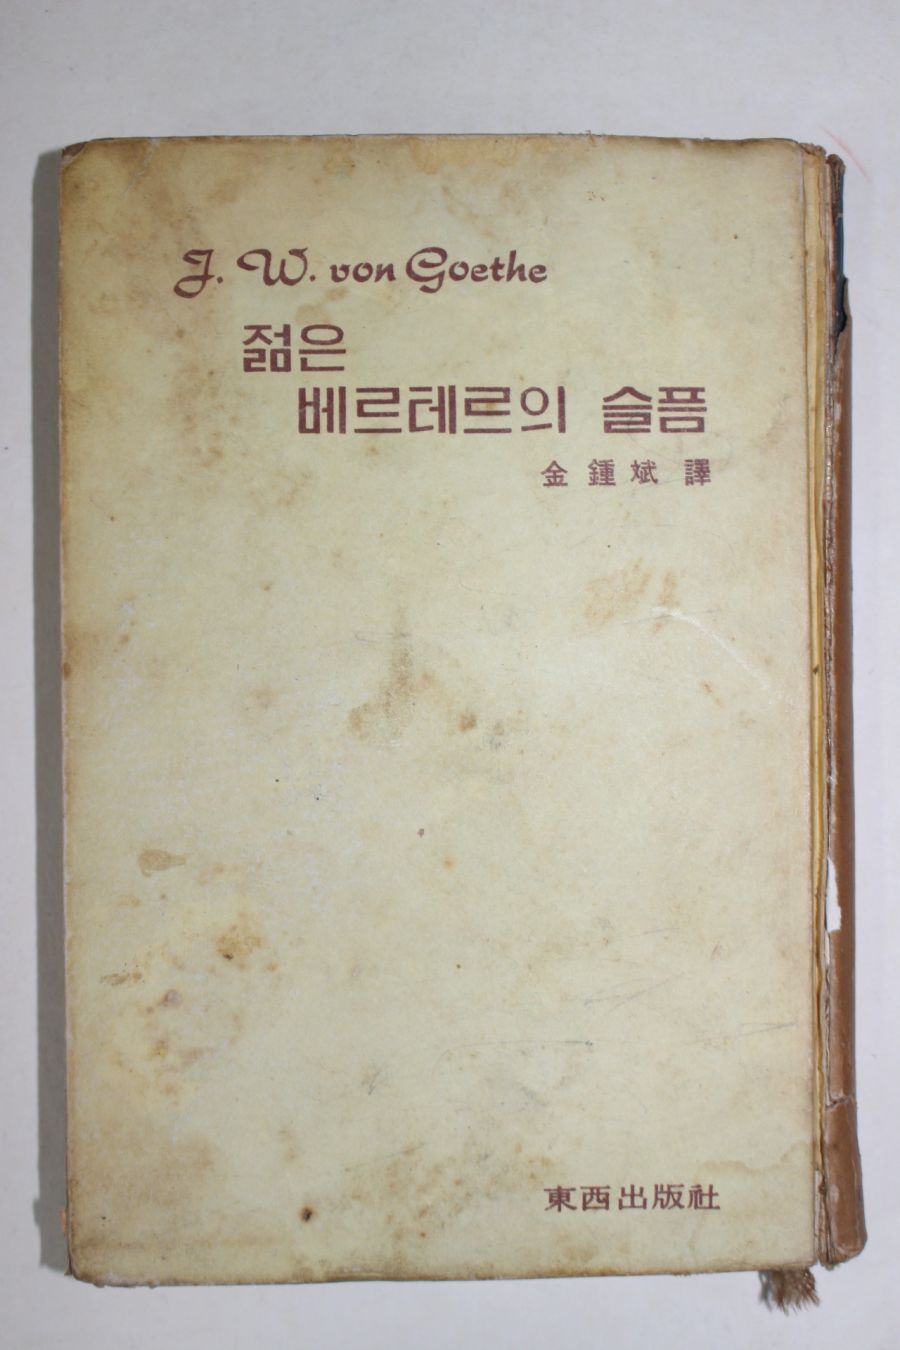 J. W. von Goethe
젊은
베르테르의 슬픔
金鍾斌 譯
東西出版社